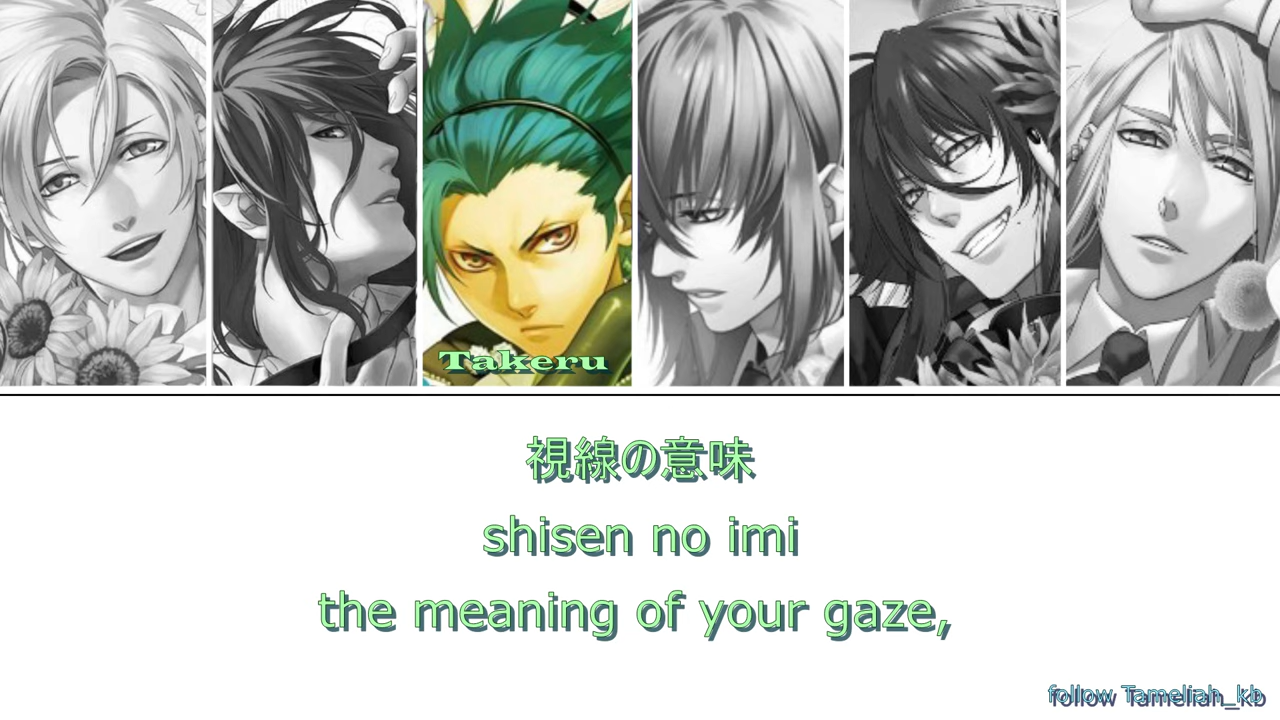 Takeru
視線の意味
shisen no imi
the meaning of your gaze,
follow Tameliah_kb